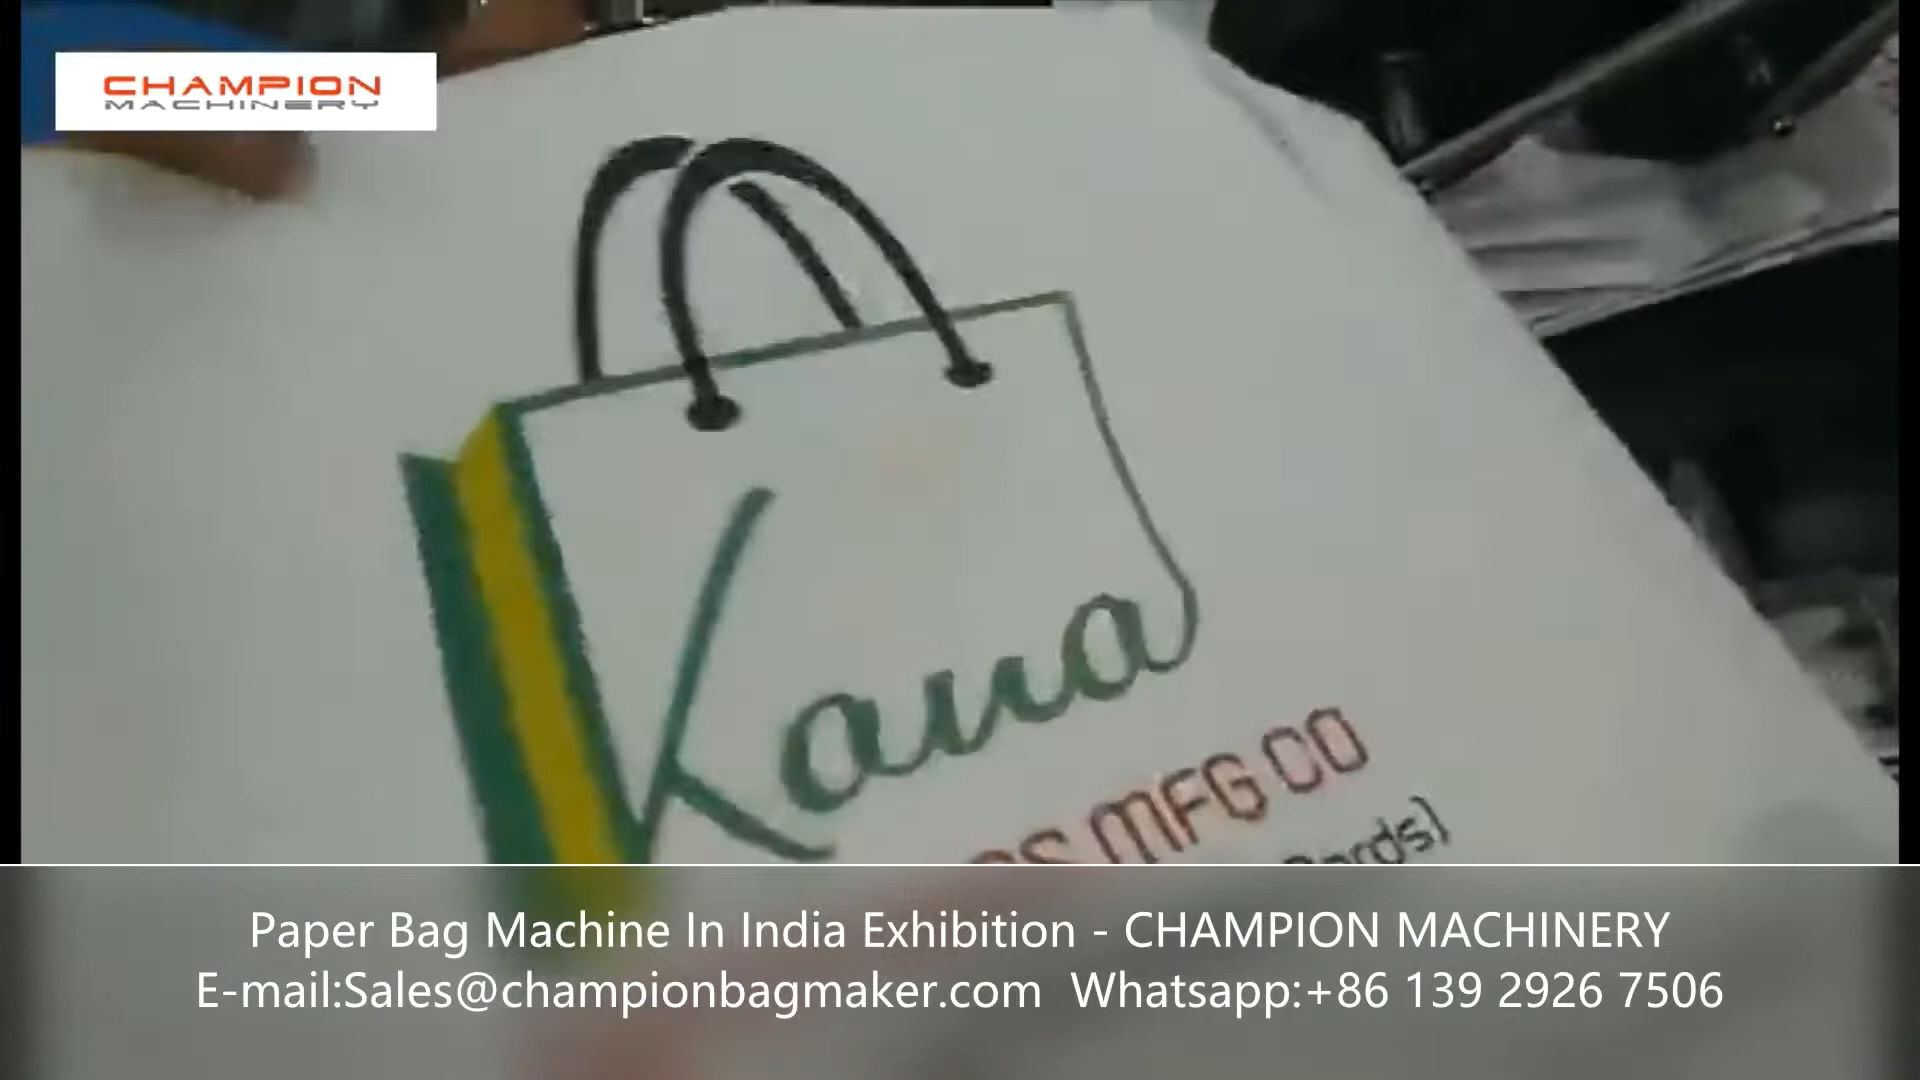 CHAMPION
MACHINERY
Kana
MFG CO
Paper Bag Machine In India Exhibition - CHAMPION MACHINERY
E-mail:Sales@championbagmaker.com Whatsapp:+86 139 2926 7506